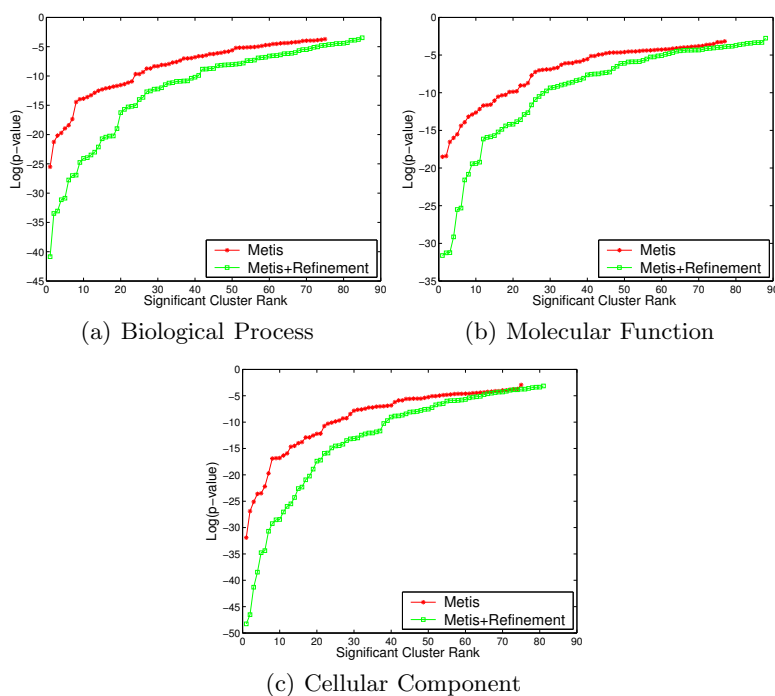 0
−5
−10
−15
−20
−25
−30
−35
−40
−45
Log(p−value)
0 10 20 30 40 50 60 70 80 90
Significant Cluster Rank
Metis
Metis+Refinement
(a) Biological Process
0
−5
−10
−15
−20
−25
−30
−35
Log(p−value)
0 10 20 30 40 50 60 70 80 90
Significant Cluster Rank
Metis
Metis+Refinement
(b) Molecular Function
0
−5
−10
−15
−20
−25
−30
−35
−40
−45
−50
Log(p−value)
0 10 20 30 40 50 60 70 80 90
Significant Cluster Rank
Metis
Metis+Refinement
(c) Cellular Component